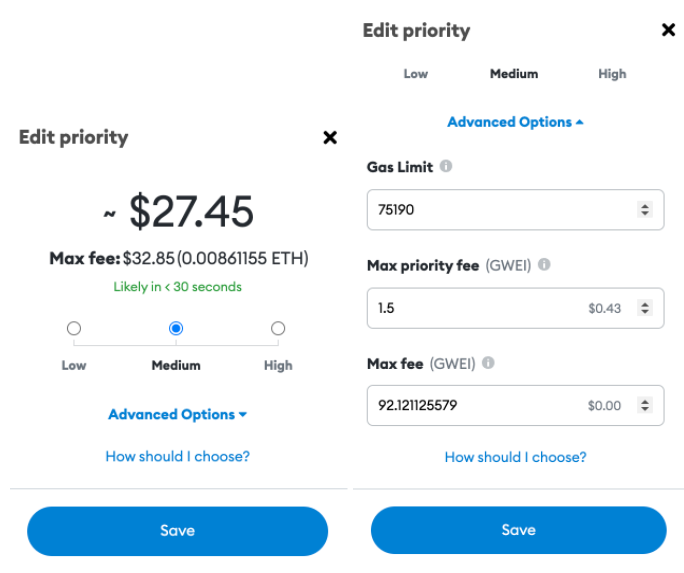 Edit priority
~ $27.45
Max fee: $32.85 (0.00861155 ETH)
Likely in < 30 seconds
Low Medium High
Advanced Options
How should I choose?
Save
Edit priority
Low Medium High
Advanced Options
Gas Limit
75190
Max priority fee (GWEI)
1.5 $0.43
Max fee (GWEI)
92.121125579 $0.00
How should I choose?
Save